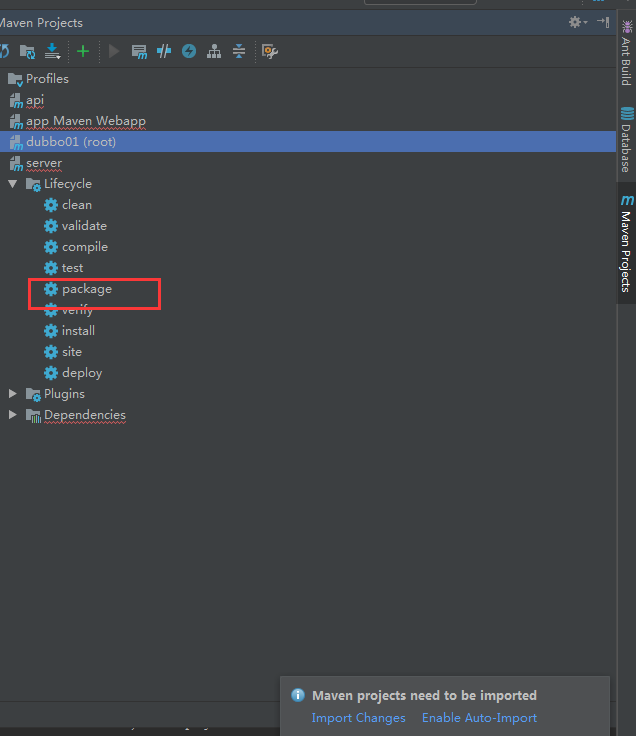 Maven Projects
Profiles
api
app Maven Webapp
dubbo01 (root)
server
Lifecycle
clean
validate
compile
test
package
verify
install
site
deploy
Plugins
Dependencies
Ant Build
Database
m Maven Projects
Maven projects need to be imported
Import Changes Enable Auto-Import